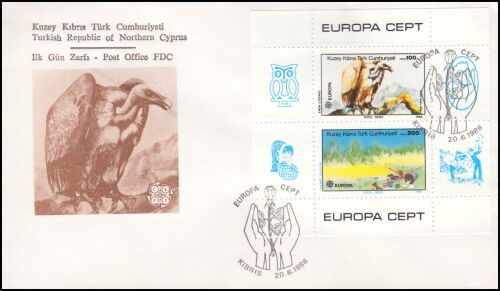 Kuzey Kıbrıs Türk Cumhuriyeti
Turkish Republic of Northern Cyprus
Ilk Gün Zarfı - Post Office FDC
EUROPA CEPT
Kuzey Kıbrıs Türk Cumhuriyeti
100
EUROPA
Kuzey Kıbrıs Türk Cumhuriyeti
200
EUROPA
EUROPA CEPT
EUROPA CEPT
KIBRIS 20.6.1986
EUROPA CEPT
KIBRIS 20.6.1986